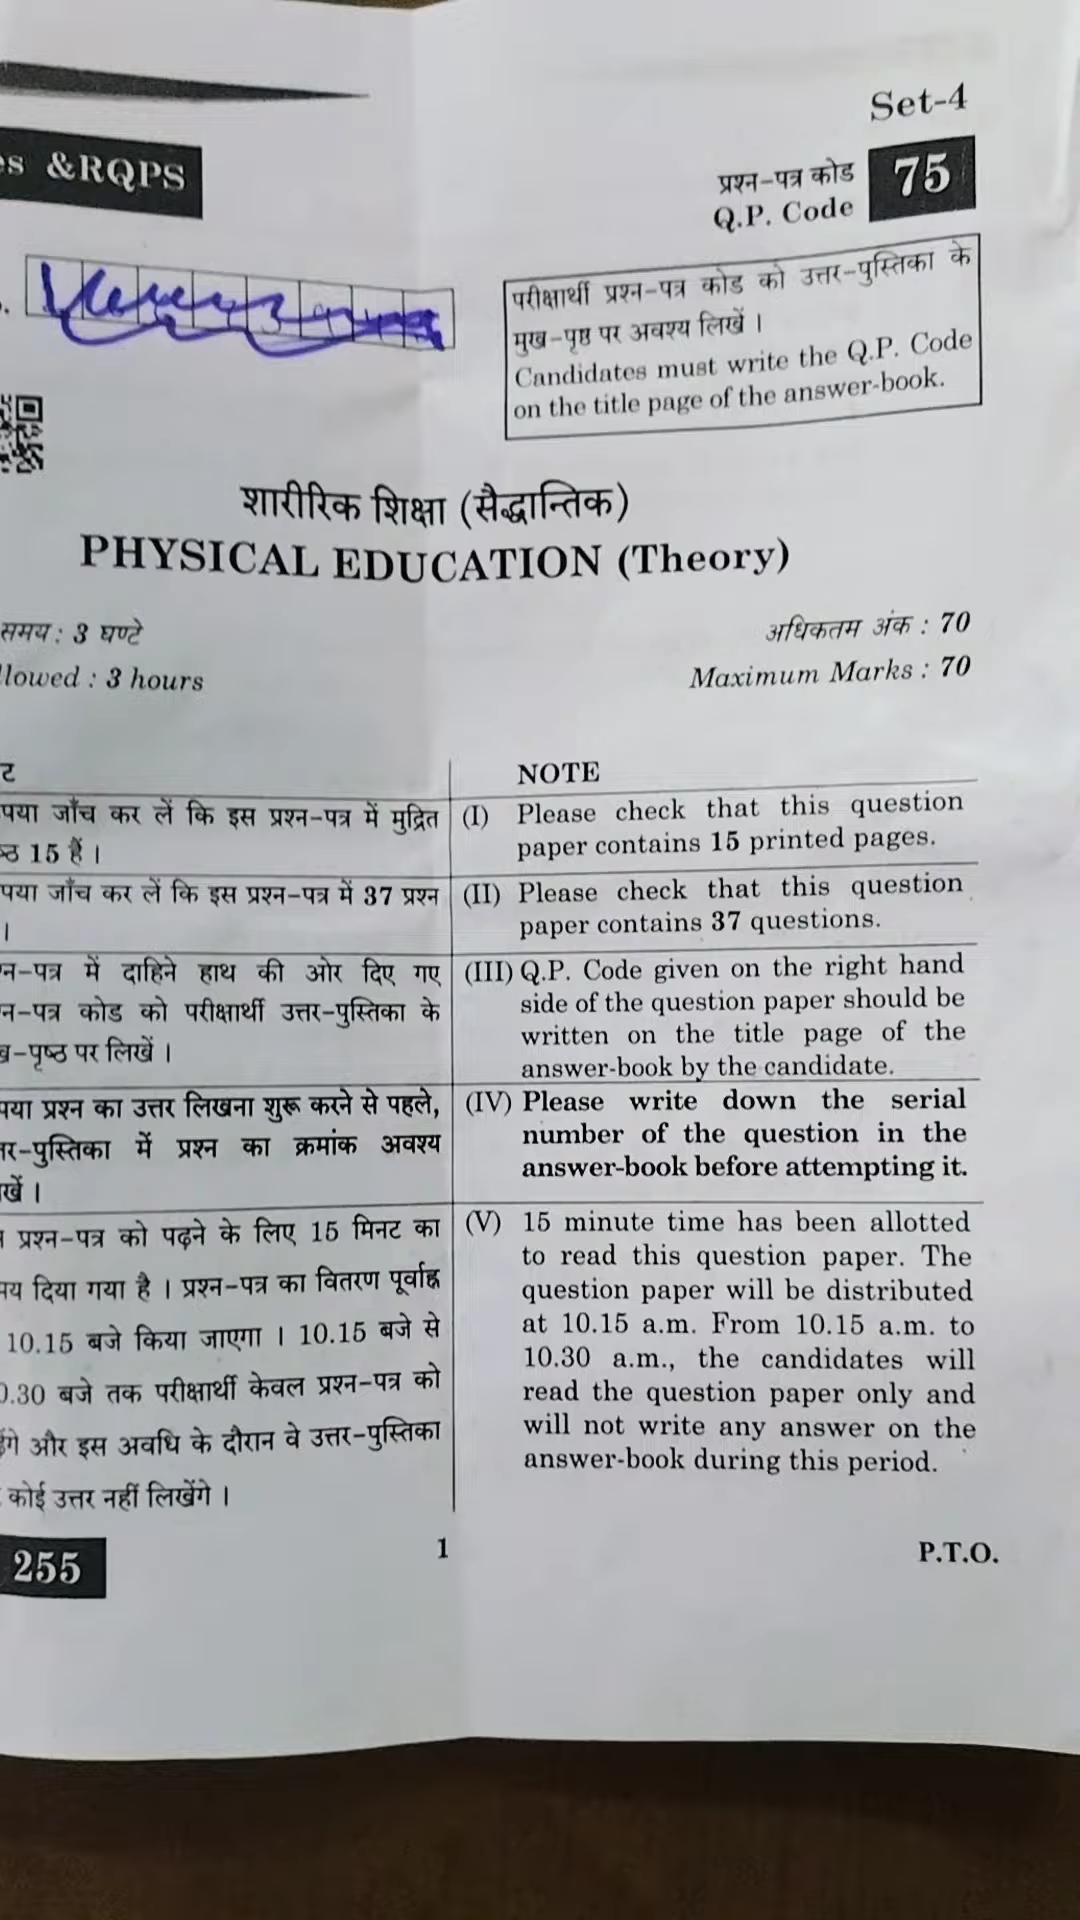 Set-4
&RQPS
प्रश्न-पत्र कोड
Q.P. Code
75
परीक्षार्थी प्रश्न-पत्र कोड को उत्तर-पुस्तिका के
मुख-पृष्ठ पर अवश्य लिखें ।
Candidates must write the Q.P. Code
on the title page of the answer-book.
शारीरिक शिक्षा (सैद्धान्तिक)
PHYSICAL EDUCATION (Theory)
समय : 3 घण्टे
अधिकतम अंक : 70
llowed : 3 hours
Maximum Marks : 70
NOTE
पया जाँच कर लें कि इस प्रश्न-पत्र में मुद्रित
15 हैं ।
(I) Please check that this question
paper contains 15 printed pages.
पया जाँच कर लें कि इस प्रश्न-पत्र में 37 प्रश्न
।
(II) Please check that this question
paper contains 37 questions.
न-पत्र में दाहिने हाथ की ओर दिए गए
न-पत्र कोड को परीक्षार्थी उत्तर-पुस्तिका के
-पृष्ठ पर लिखें ।
(III) Q.P. Code given on the right hand
side of the question paper should be
written on the title page of the
answer-book by the candidate.
पया प्रश्न का उत्तर लिखना शुरू करने से पहले,
र-पुस्तिका में प्रश्न का क्रमांक अवश्य
खें ।
(IV) Please write down the serial
number of the question in the
answer-book before attempting it.
प्रश्न-पत्र को पढ़ने के लिए 15 मिनट का
य दिया गया है । प्रश्न-पत्र का वितरण पूर्वाह्न
10.15 बजे किया जाएगा । 10.15 बजे से
0.30 बजे तक परीक्षार्थी केवल प्रश्न-पत्र को
गे और इस अवधि के दौरान वे उत्तर-पुस्तिका
कोई उत्तर नहीं लिखेंगे ।
(V) 15 minute time has been allotted
to read this question paper. The
question paper will be distributed
at 10.15 a.m. From 10.15 a.m. to
10.30 a.m., the candidates will
read the question paper only and
will not write any answer on the
answer-book during this period.
255
1
P.T.O.